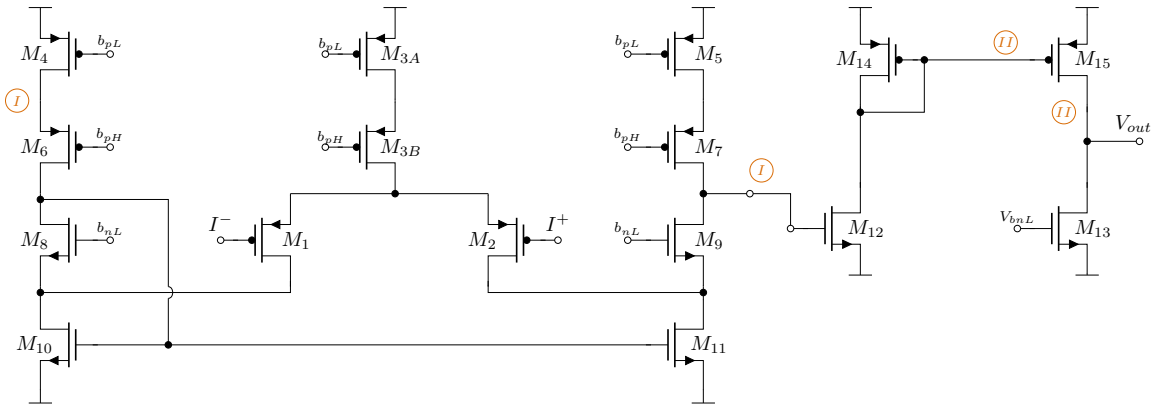 M4 bpL
bpL M3A
bpL M5
M14
II
M15
I
II
Vout
M6 bpH
bpH M3B
bpH M7
I
I− M1
M2 I+
M8 bnL
bnL M9
M12
VbnL M13
M10
M11